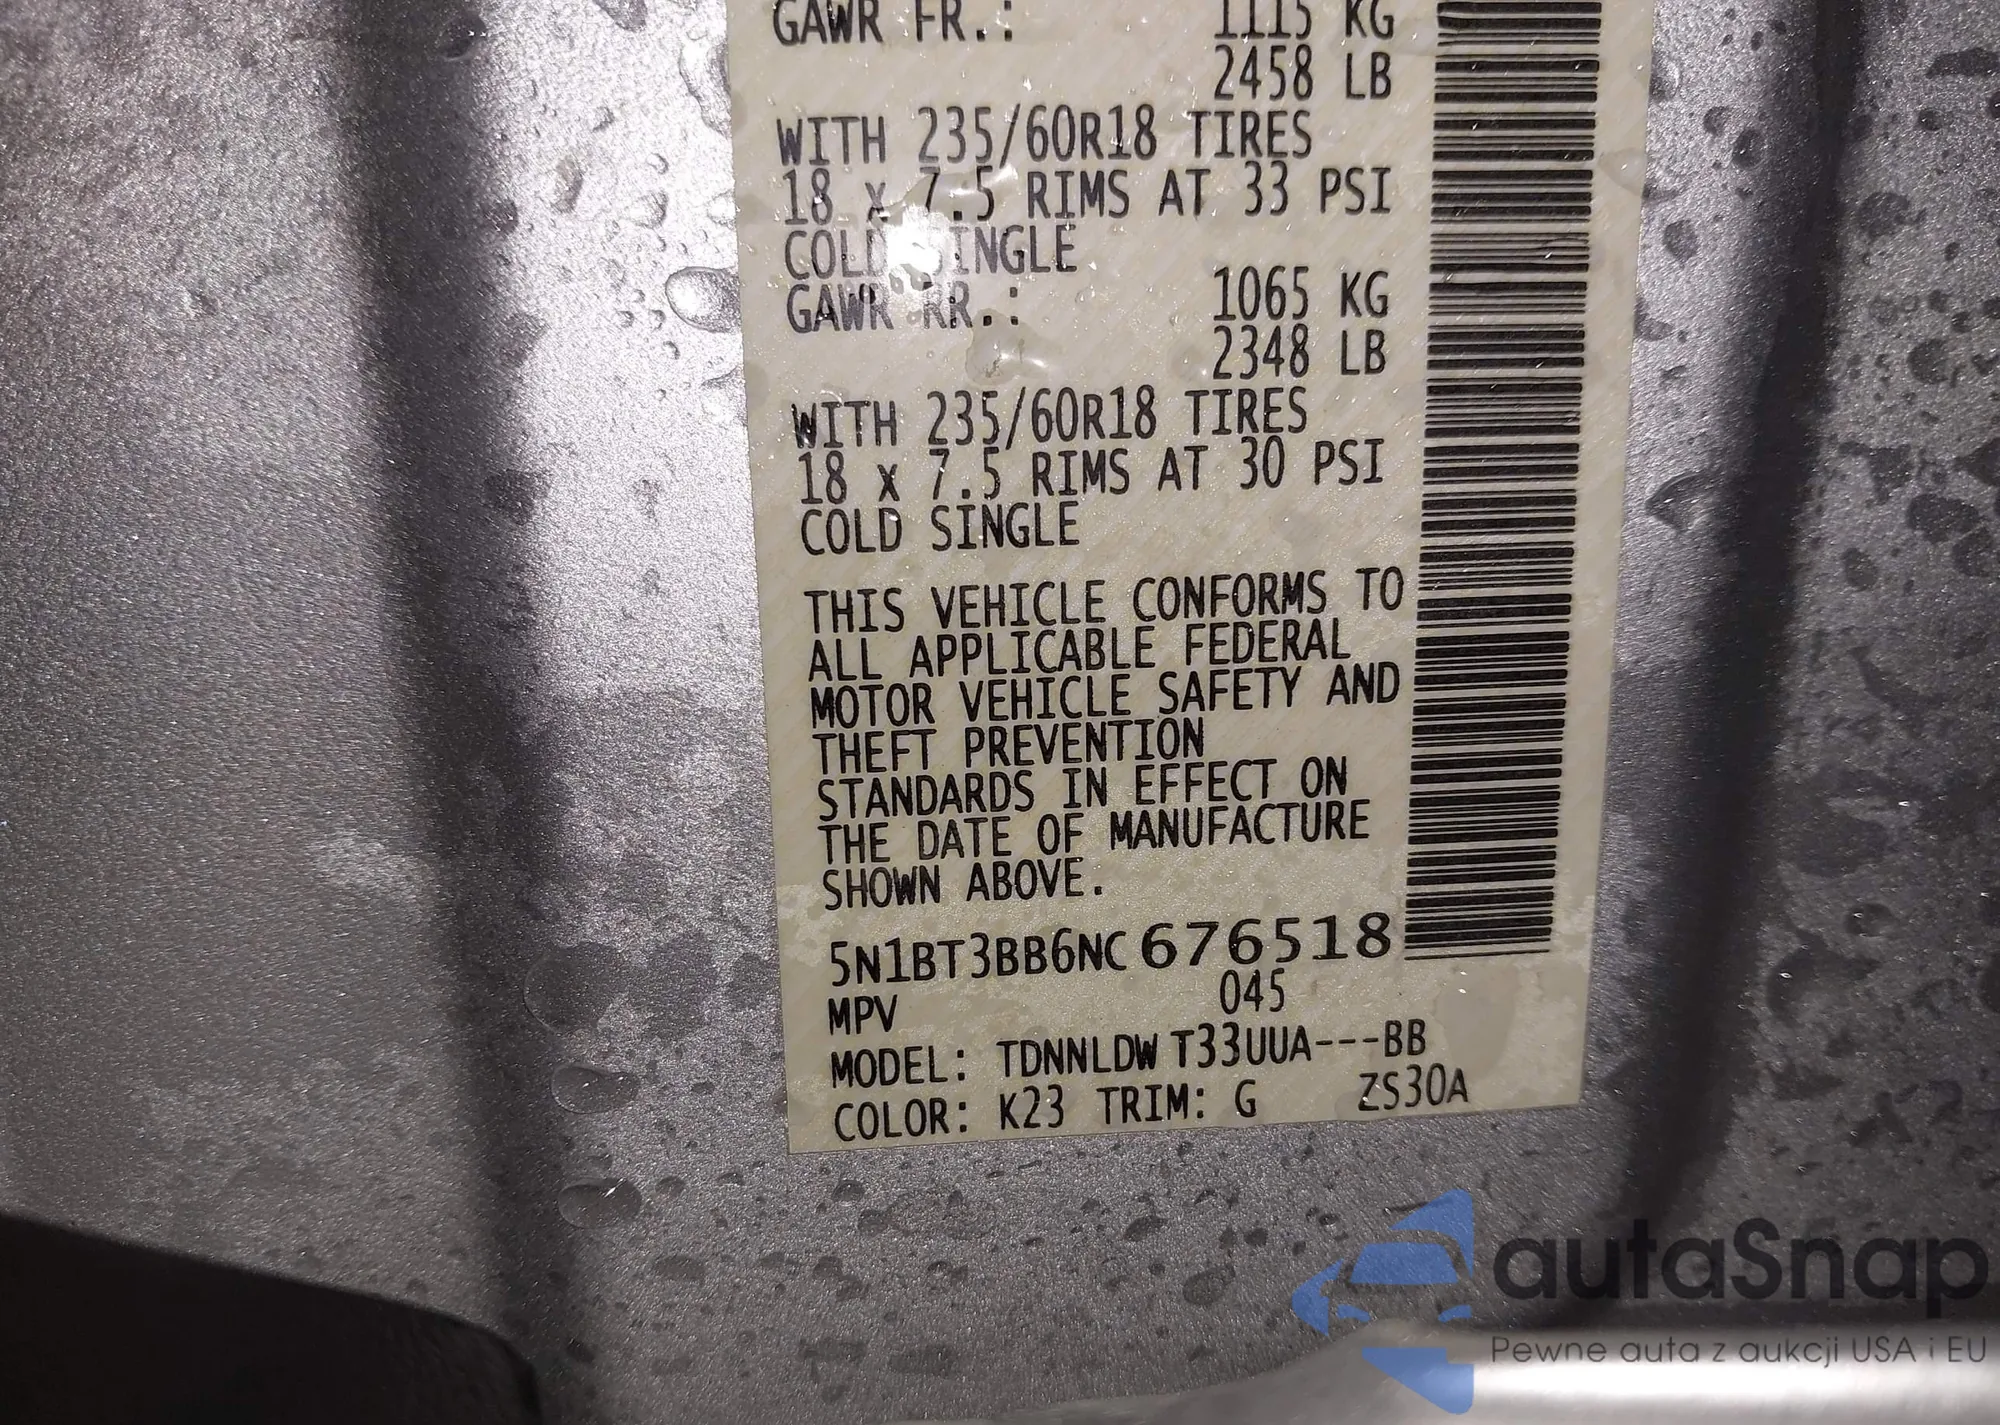 GAWR FR.: 1115 KG
2458 LB
WITH 235/60R18 TIRES
18 x 7.5 RIMS AT 33 PSI
COLD SINGLE
GAWR RR.: 1065 KG
2348 LB
WITH 235/60R18 TIRES
18 x 7.5 RIMS AT 30 PSI
COLD SINGLE
THIS VEHICLE CONFORMS TO
ALL APPLICABLE FEDERAL
MOTOR VEHICLE SAFETY AND
THEFT PREVENTION
STANDARDS IN EFFECT ON
THE DATE OF MANUFACTURE
SHOWN ABOVE.
5N1BT3BB6NC676518
MPV 045
MODEL: TDNNLDW T33UUA---BB
COLOR: K23 TRIM: G ZS30A
autaSnap
Pewne auta z aukcji USA i EU